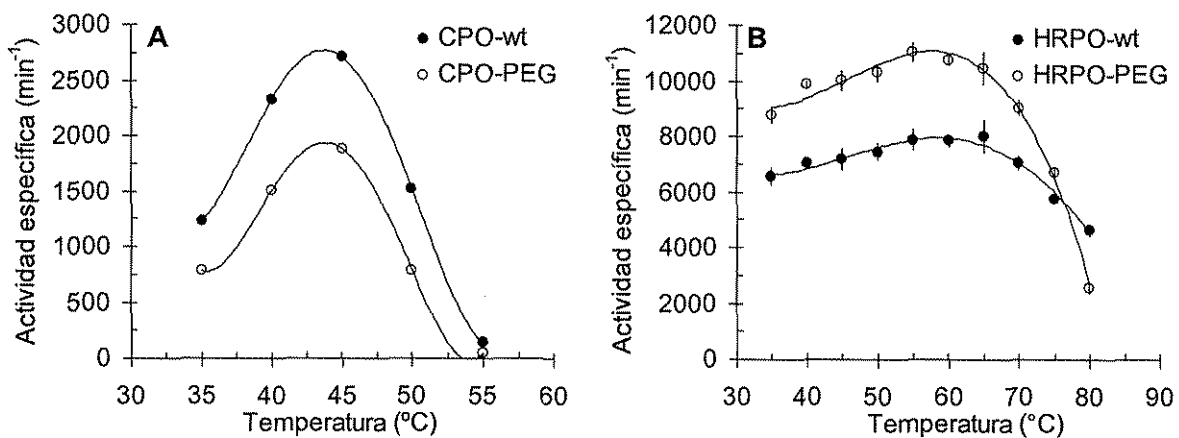 A
CPO-wt
CPO-PEG
Actividad específica (min⁻¹)
3000
2500
2000
1500
1000
500
0
30 35 40 45 50 55 60
Temperatura (ºC)
B
HRPO-wt
HRPO-PEG
Actividad específica (min⁻¹)
12000
10000
8000
6000
4000
2000
0
30 40 50 60 70 80 90
Temperatura (°C)